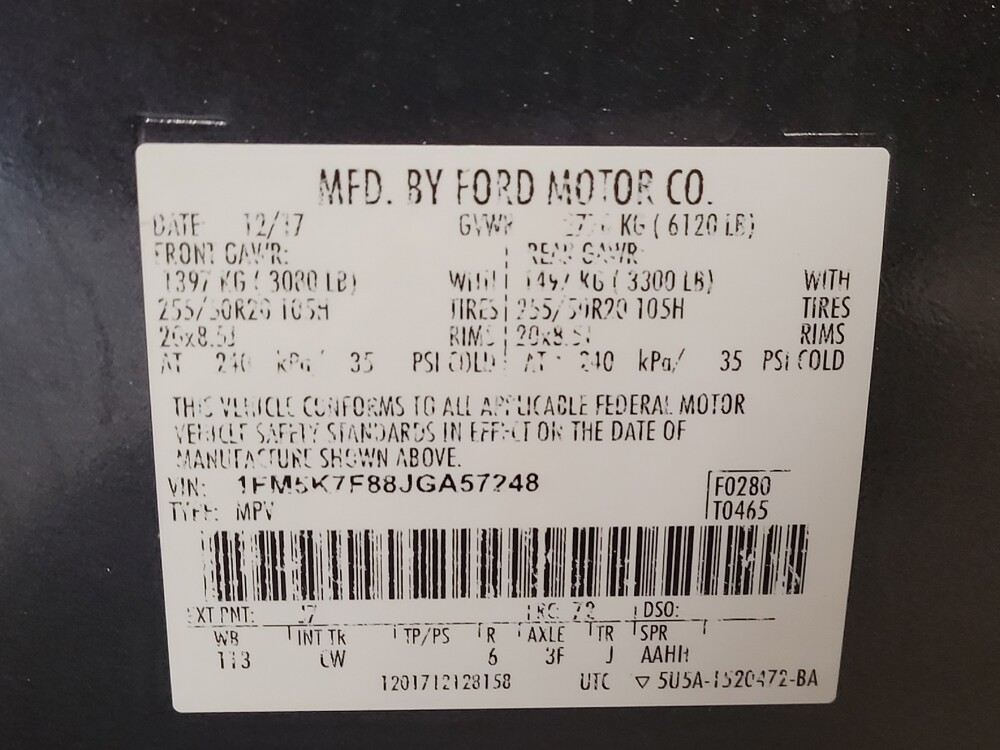 MFD. BY FORD MOTOR CO.
DATE: 12/17 GVWR KG ( 6120 LB)
FRONT GAWR: REAR GAWR:
1397 KG ( 3080 LB) WITH 1497 KG ( 3300 LB) WITH
255/50R20 105H TIRES 255/50R20 105H TIRES
20x8.5J RIMS 20x8.5J RIMS
AT 240 kPa/ 35 PSI COLD AT 240 kPa/ 35 PSI COLD
THIS VEHICLE CONFORMS TO ALL APPLICABLE FEDERAL MOTOR
VEHICLE SAFETY STANDARDS IN EFFECT ON THE DATE OF
MANUFACTURE SHOWN ABOVE.
VIN: 1FM5K7F88JGA57248
F0280
TYPE: MPV
T0465
EXT PNT: J7 RC: 72 DSO:
WB INT TR TP/PS R AXLE TR SPR
113 CW 6 3F J AAHH
1201712128158 UTC ▽ 5U5A-1520472-BA